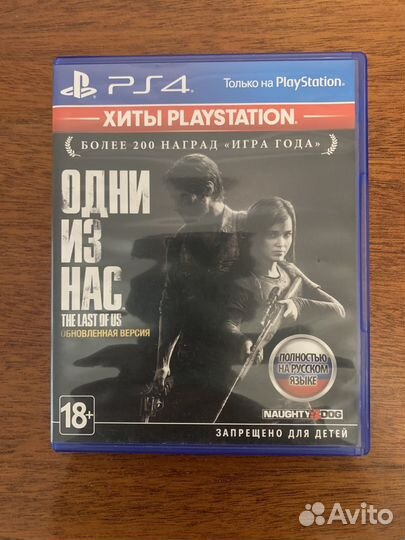 PS4
Только на PlayStation.
ХИТЫ PLAYSTATION.
БОЛЕЕ 200 НАГРАД «ИГРА ГОДА»
ОДНИ
ИЗ
НАС
THE LAST OF US
ОБНОВЛЕННАЯ ВЕРСИЯ
ПОЛНОСТЬЮ
НА РУССКОМ
ЯЗЫКЕ
NAUGHTY DOG
18+
ЗАПРЕЩЕНО ДЛЯ ДЕТЕЙ
Avito